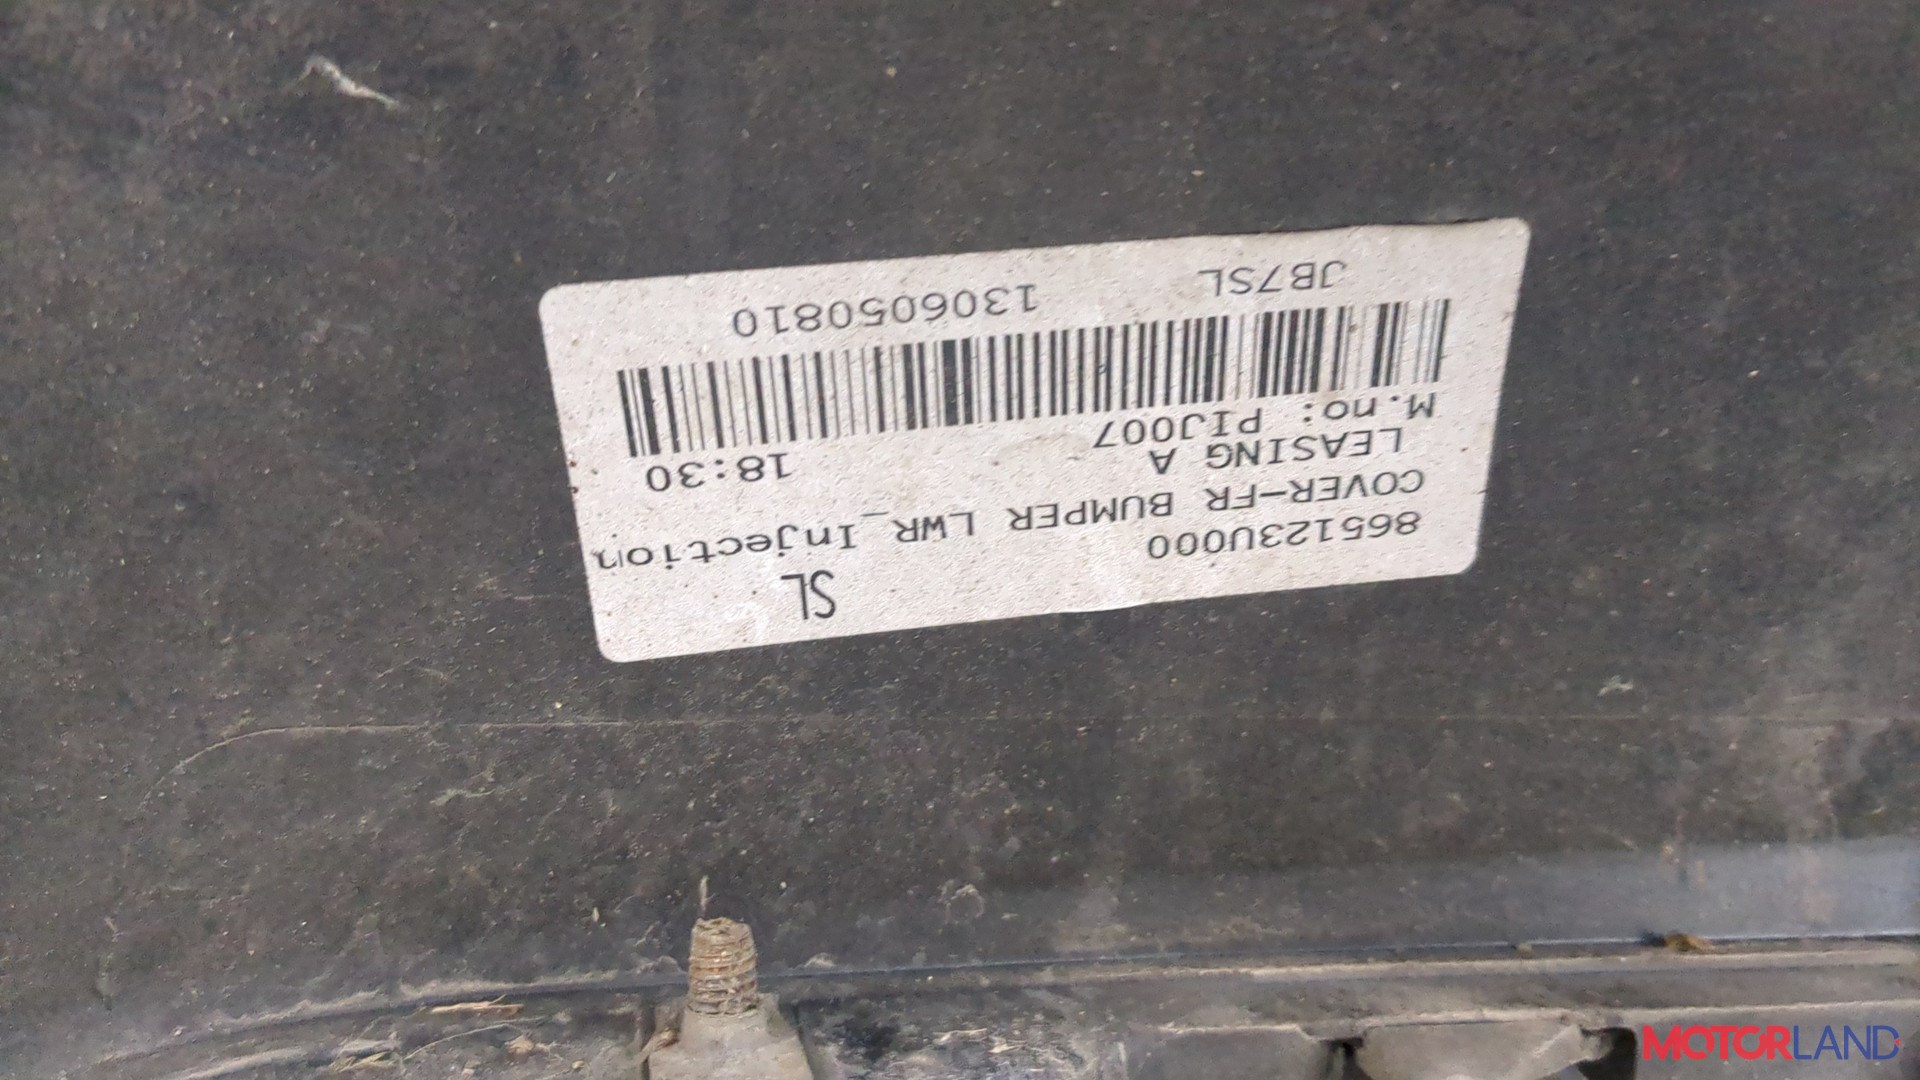 SL
865123U000
COVER-FR BUMPER LWR_Injection
LEASING A 18:30
M.no: PIJ007
JB7SL 1306050810
MOTORLAND